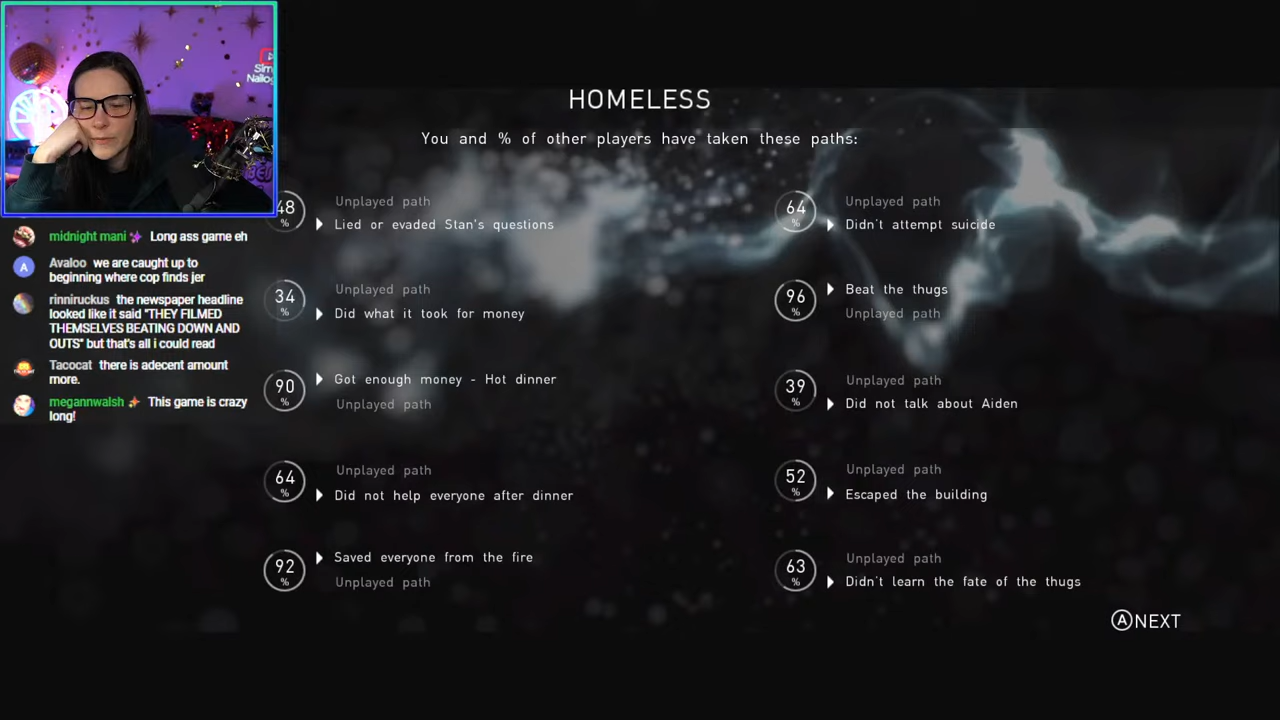 Sim
Nailog
HOMELESS
You and % of other players have taken these paths:
48 %
Unplayed path
Lied or evaded Stan's questions
34 %
Unplayed path
Did what it took for money
90 %
Got enough money - Hot dinner
Unplayed path
64 %
Unplayed path
Did not help everyone after dinner
92 %
Saved everyone from the fire
Unplayed path
64 %
Unplayed path
Didn't attempt suicide
96 %
Beat the thugs
Unplayed path
39 %
Unplayed path
Did not talk about Aiden
52 %
Unplayed path
Escaped the building
63 %
Unplayed path
Didn't learn the fate of the thugs
A NEXT
midnight mani Long ass game eh
A
Avaloo we are caught up to
beginning where cop finds jer
rinniruckus the newspaper headline
looked like it said "THEY FILMED
THEMSELVES BEATING DOWN AND
OUTS" but that's all i could read
Tacocat there is adecent amount
more.
megannwalsh This game is crazy
long!